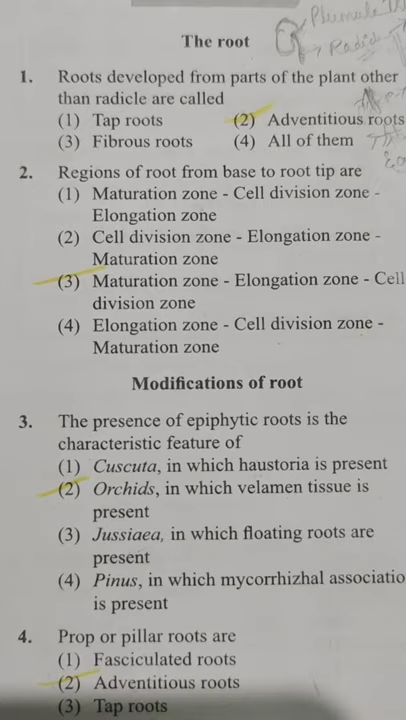 Plumule
The root
Radicle
1. Roots developed from parts of the plant other
than radicle are called
(1) Tap roots (2) Adventitious roots
(3) Fibrous roots (4) All of them
2. Regions of root from base to root tip are
(1) Maturation zone - Cell division zone -
Elongation zone
(2) Cell division zone - Elongation zone -
Maturation zone
(3) Maturation zone - Elongation zone - Cell
division zone
(4) Elongation zone - Cell division zone -
Maturation zone
Modifications of root
3. The presence of epiphytic roots is the
characteristic feature of
(1) Cuscuta, in which haustoria is present
(2) Orchids, in which velamen tissue is
present
(3) Jussiaea, in which floating roots are
present
(4) Pinus, in which mycorrhizhal associatio
is present
4. Prop or pillar roots are
(1) Fasciculated roots
(2) Adventitious roots
(3) Tap roots